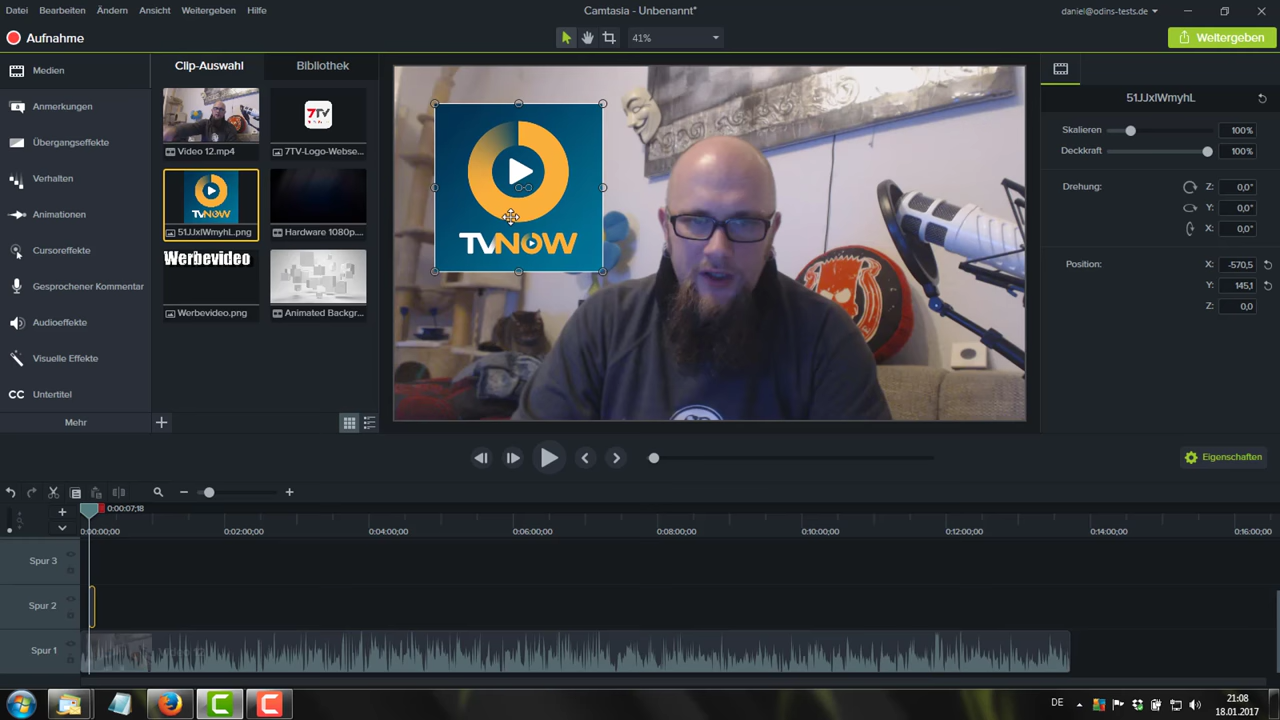 Datei Bearbeiten Ändern Ansicht Weitergeben Hilfe
Camtasia - Unbenannt*
daniel@odins-tests.de
Aufnahme
41%
Weitergeben
Medien
Anmerkungen
Übergangseffekte
Verhalten
Animationen
Cursoreffekte
Gesprochener Kommentar
Audioeffekte
Visuelle Effekte
CC Untertitel
Mehr
Clip-Auswahl Bibliothek
7TV
Video 12.mp4 7TV-Logo-Webse...
TVNOW
51JJxlWmyhL.png Hardware 1080p....
Werbevideo
Werbevideo.png Animated Backgr...
TVNOW
51JJxlWmyhL
Skalieren 100%
Deckkraft 100%
Drehung: Z: 0,0°
Y: 0,0°
X: 0,0°
Position: X: -570,5
Y: 145,1
Z: 0,0
Eigenschaften
0:00:07;18
0:00:00;00 0:02:00;00 0:04:00;00 0:06:00;00 0:08:00;00 0:10:00;00 0:12:00;00 0:14:00;00 0:16:00;00
Spur 3
Spur 2
Spur 1
Video 12
DE
21:08
18.01.2017